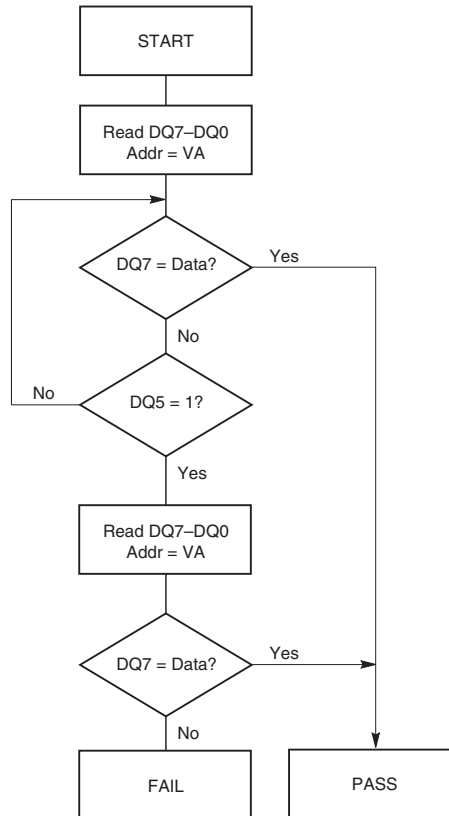 START
Read DQ7–DQ0
Addr = VA
DQ7 = Data?
Yes
No
No
DQ5 = 1?
Yes
Read DQ7–DQ0
Addr = VA
DQ7 = Data?
Yes
No
FAIL
PASS